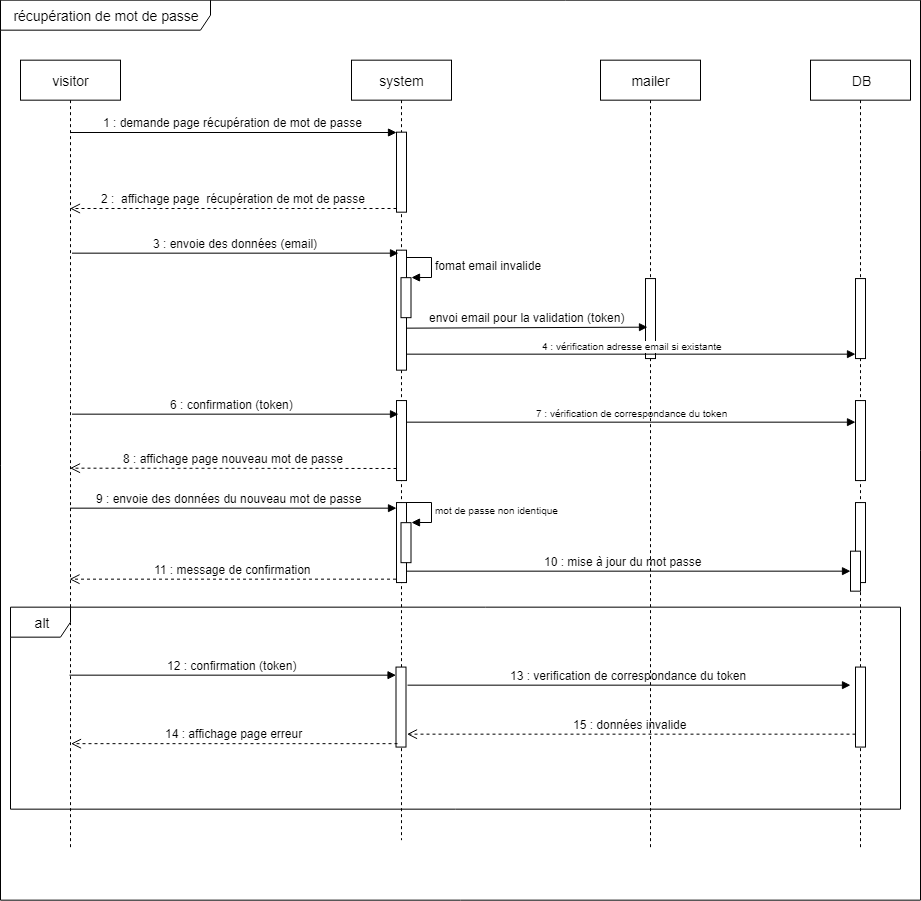 récupération de mot de passe
visitor
system
mailer
DB
1 : demande page récupération de mot de passe
2 : affichage page récupération de mot de passe
3 : envoie des données (email)
fomat email invalide
envoi email pour la validation (token)
4 : vérification adresse email si existante
6 : confirmation (token)
7 : vérification de correspondance du token
8 : affichage page nouveau mot de passe
9 : envoie des données du nouveau mot de passe
mot de passe non identique
10 : mise à jour du mot passe
11 : message de confirmation
alt
12 : confirmation (token)
13 : verification de correspondance du token
15 : données invalide
14 : affichage page erreur